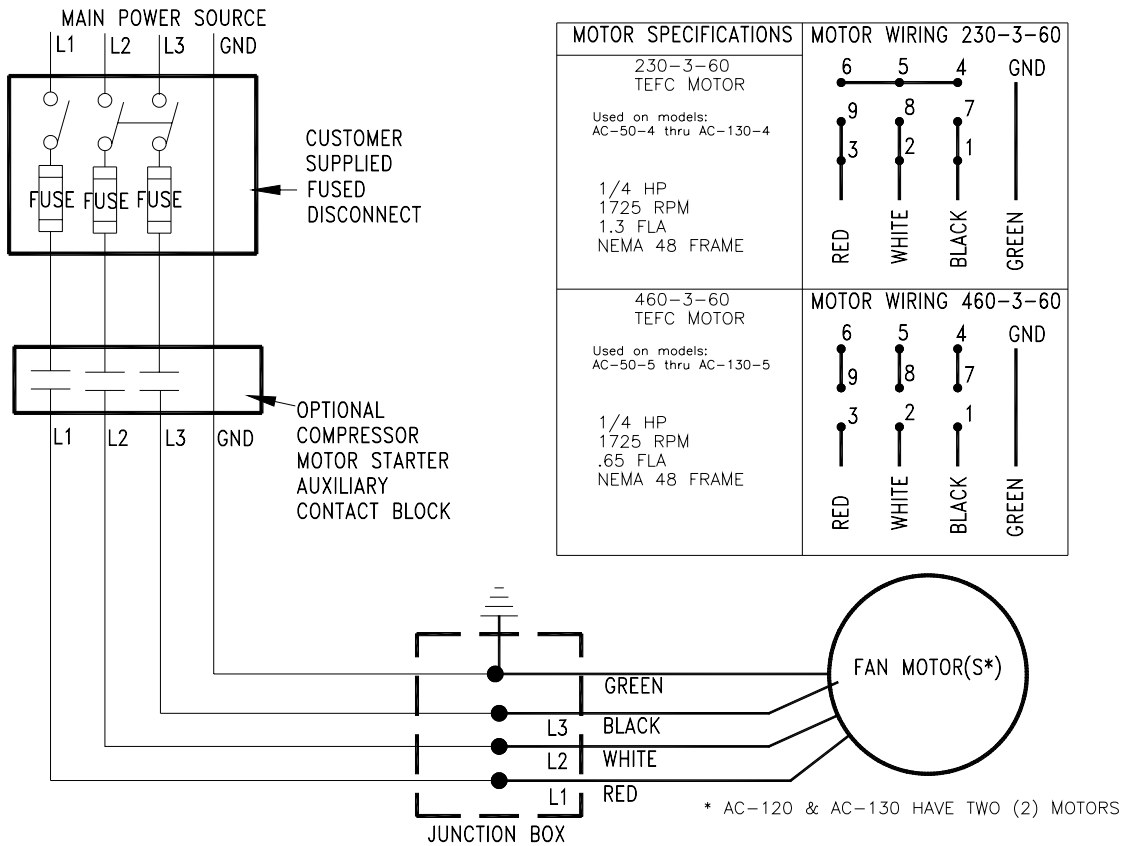 MAIN POWER SOURCE
L1 L2 L3 GND
FUSE FUSE FUSE
CUSTOMER
SUPPLIED
FUSED
DISCONNECT
L1 L2 L3 GND
OPTIONAL
COMPRESSOR
MOTOR STARTER
AUXILIARY
CONTACT BLOCK
MOTOR SPECIFICATIONS
230-3-60
TEFC MOTOR
Used on models:
AC-50-4 thru AC-130-4
1/4 HP
1725 RPM
1.3 FLA
NEMA 48 FRAME
MOTOR WIRING 230-3-60
6 5 4 GND
9 8 7
3 2 1
RED WHITE BLACK GREEN
460-3-60
TEFC MOTOR
Used on models:
AC-50-5 thru AC-130-5
1/4 HP
1725 RPM
.65 FLA
NEMA 48 FRAME
MOTOR WIRING 460-3-60
6 5 4 GND
9 8 7
3 2 1
RED WHITE BLACK GREEN
FAN MOTOR(S*)
GREEN
L3 BLACK
L2 WHITE
L1 RED
JUNCTION BOX
* AC-120 & AC-130 HAVE TWO (2) MOTORS